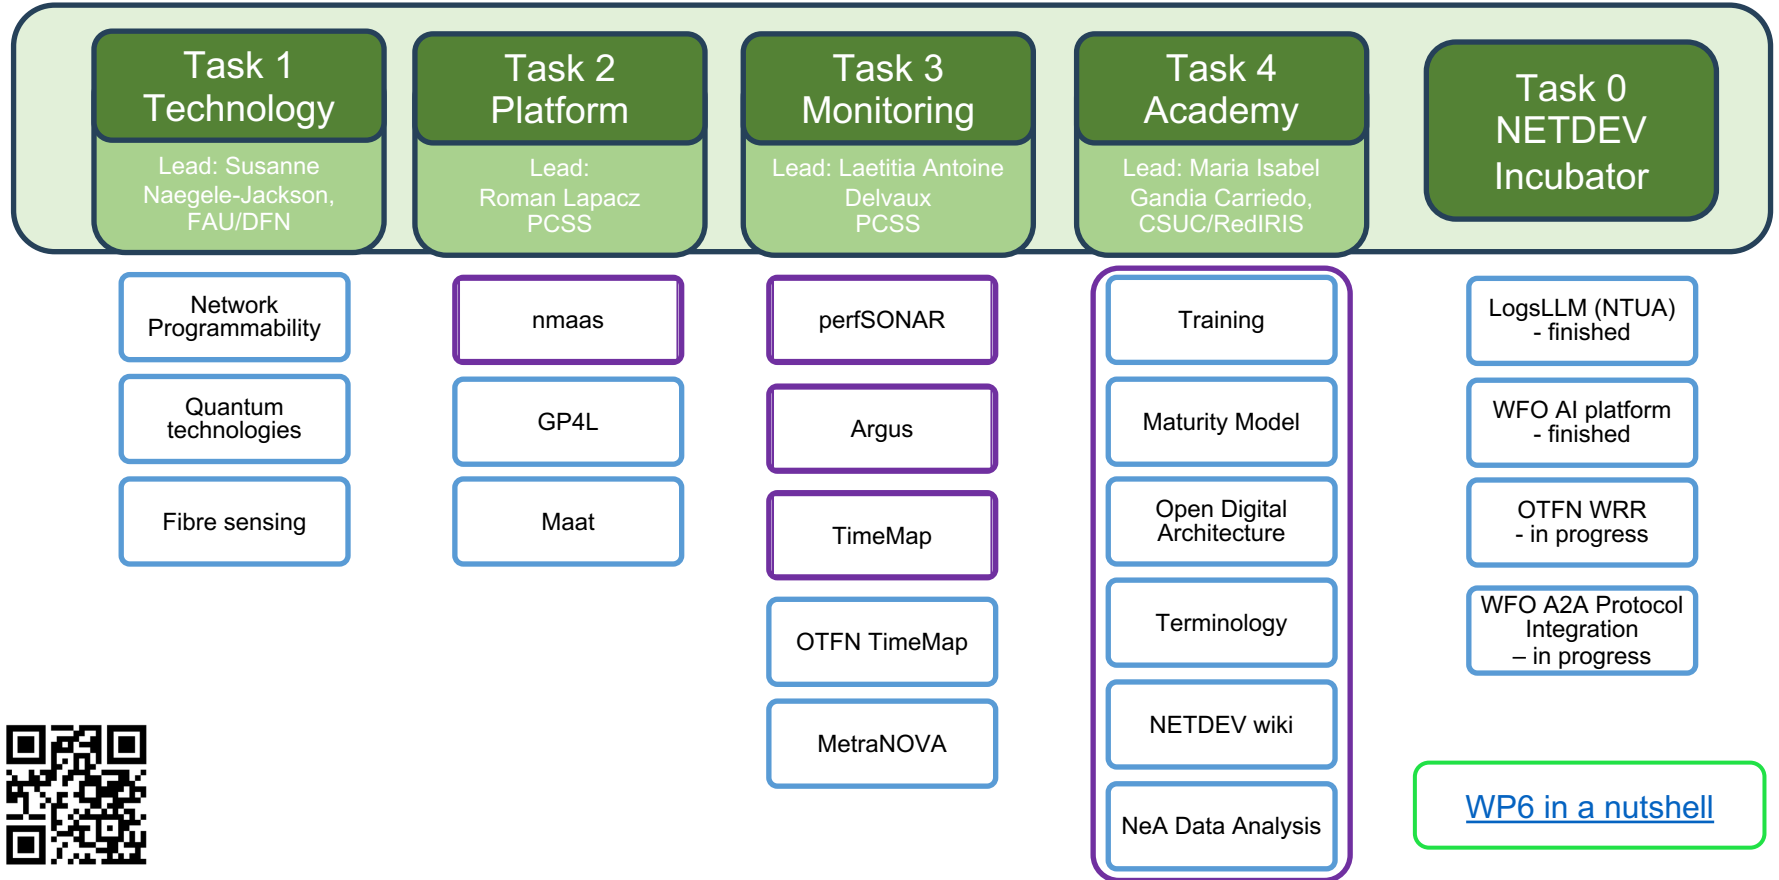 Task 1
Technology
Lead: Susanne
Naegele-Jackson,
FAU/DFN
Network
Programmability
Quantum
technologies
Fibre sensing
Task 2
Platform
Lead:
Roman Lapacz
PCSS
nmaas
GP4L
Maat
Task 3
Monitoring
Lead: Laetitia Antoine
Delvaux
PCSS
perfSONAR
Argus
TimeMap
OTFN TimeMap
MetraNOVA
Task 4
Academy
Lead: Maria Isabel
Gandia Carriedo,
CSUC/RedIRIS
Training
Maturity Model
Open Digital
Architecture
Terminology
NETDEV wiki
NeA Data Analysis
Task 0
NETDEV
Incubator
LogsLLM (NTUA)
- finished
WFO AI platform
- finished
OTFN WRR
- in progress
WFO A2A Protocol
Integration
– in progress
WP6 in a nutshell